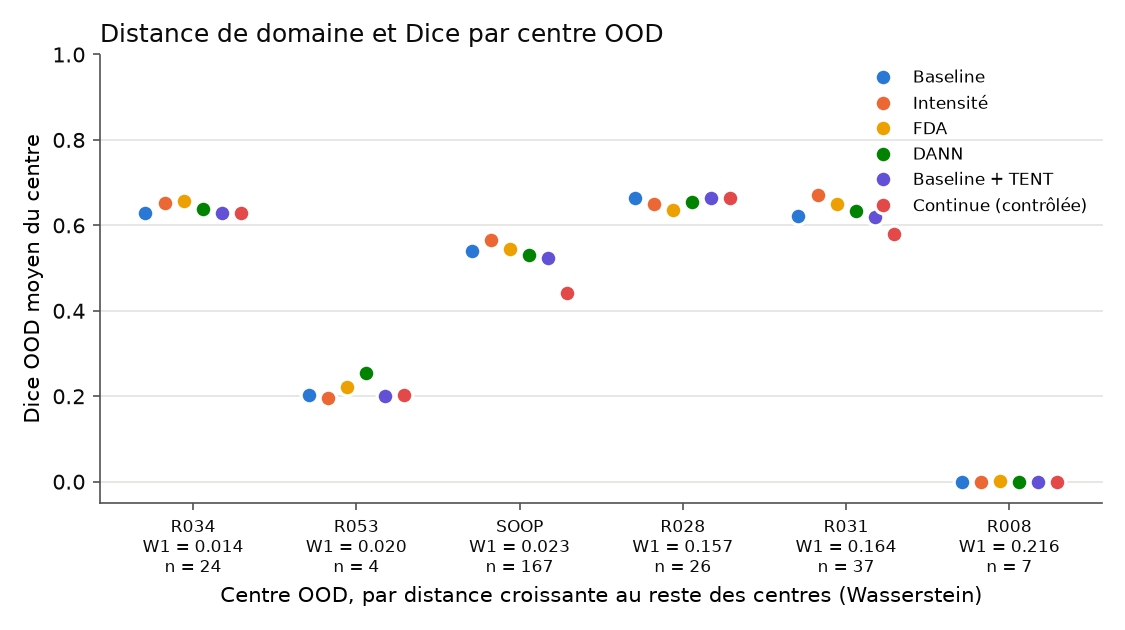 Distance de domaine et Dice par centre OOD
1.0
0.8
0.6
0.4
0.2
0.0
Dice OOD moyen du centre
Baseline
Intensité
FDA
DANN
Baseline + TENT
Continue (contrôlée)
R034
W1 = 0.014
n = 24
R053
W1 = 0.020
n = 4
SOOP
W1 = 0.023
n = 167
R028
W1 = 0.157
n = 26
R031
W1 = 0.164
n = 37
R008
W1 = 0.216
n = 7
Centre OOD, par distance croissante au reste des centres (Wasserstein)